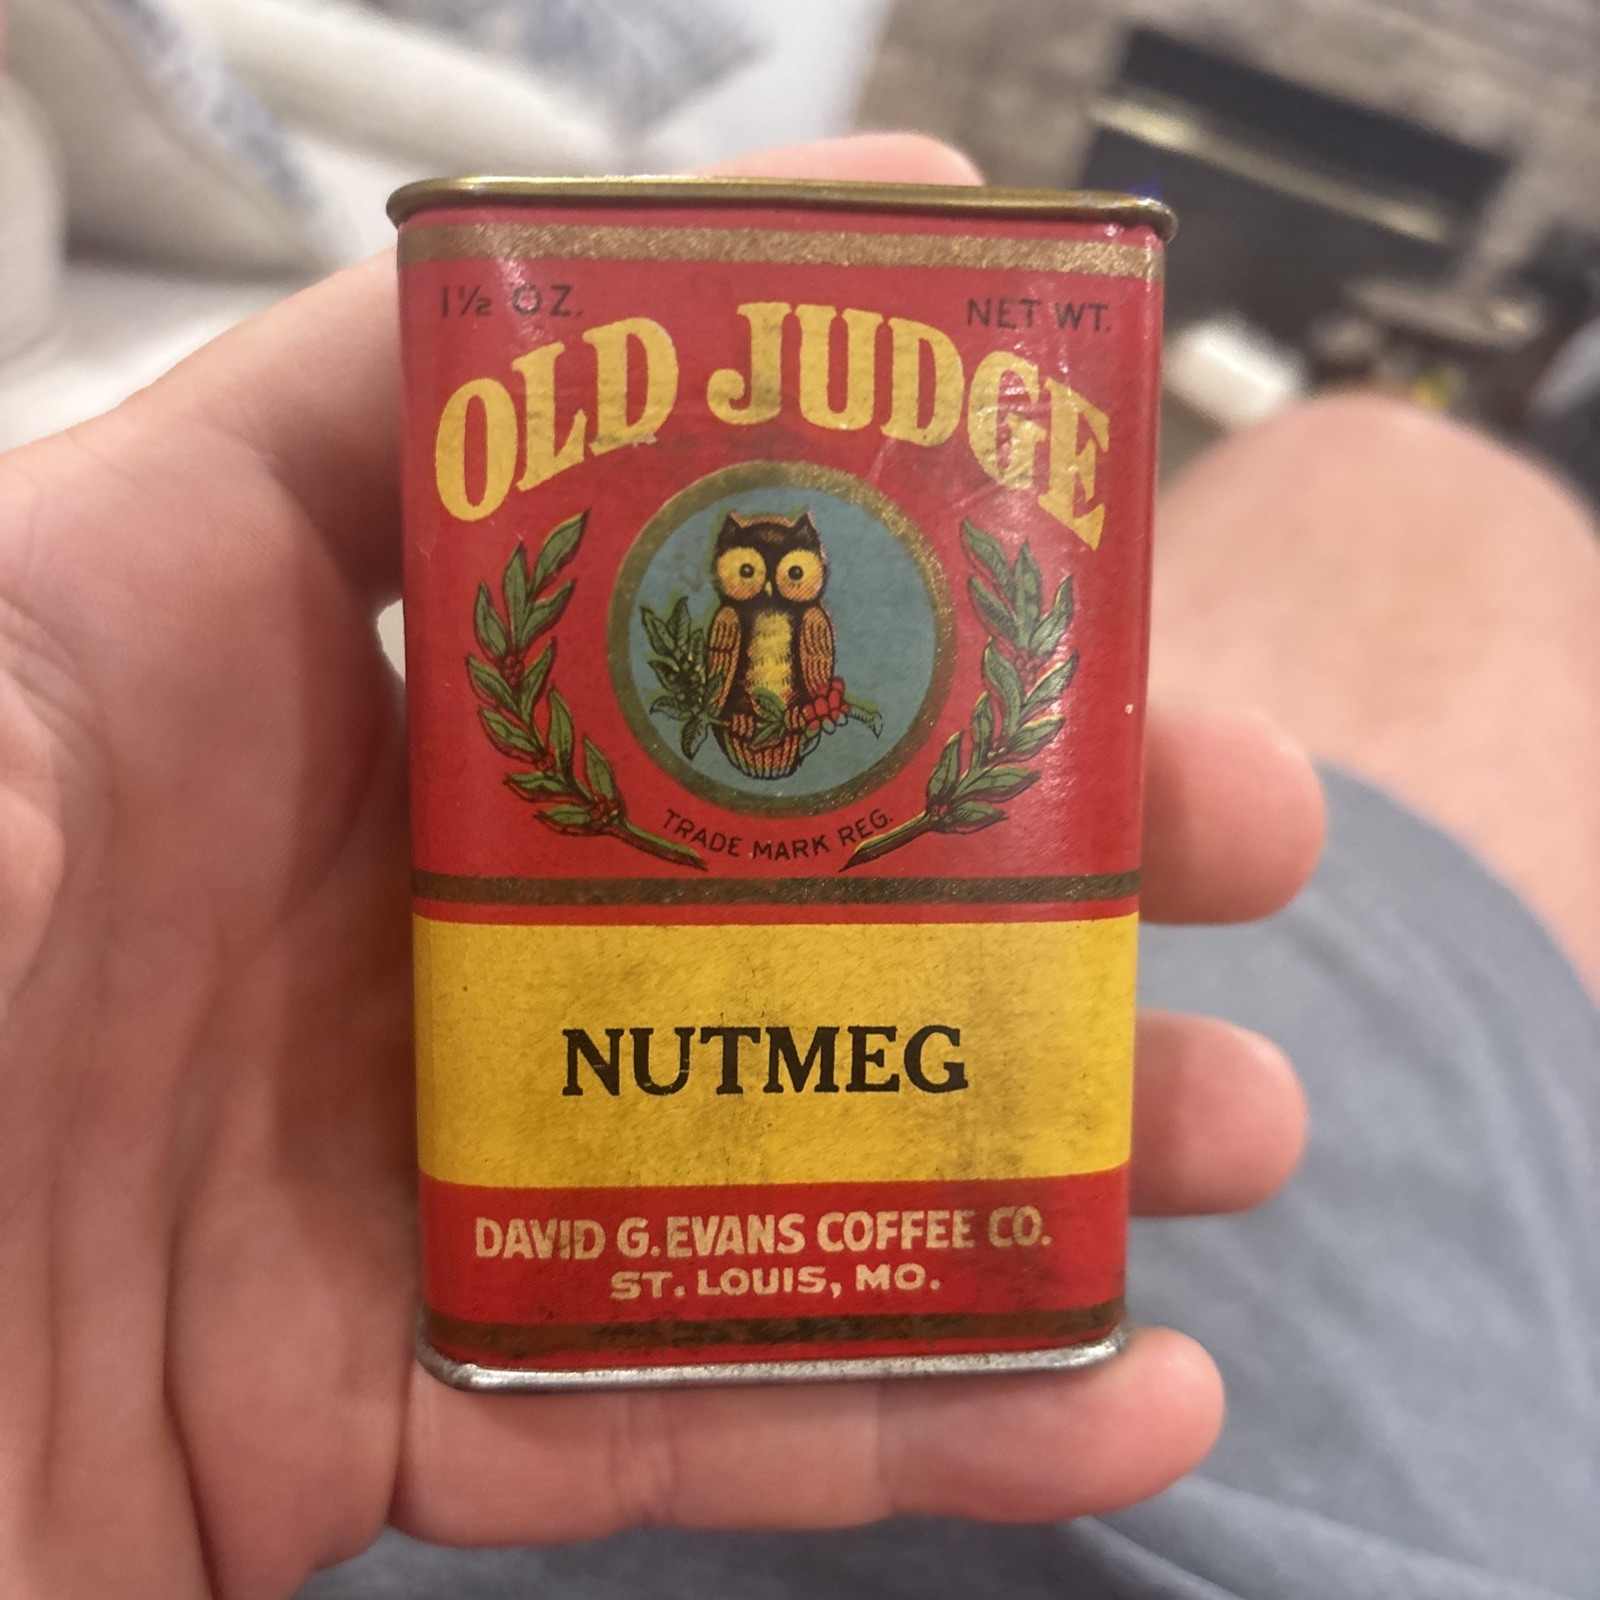 1½ OZ. NET WT.
OLD JUDGE
TRADE MARK REG.
NUTMEG
DAVID G. EVANS COFFEE CO.
ST. LOUIS, MO.